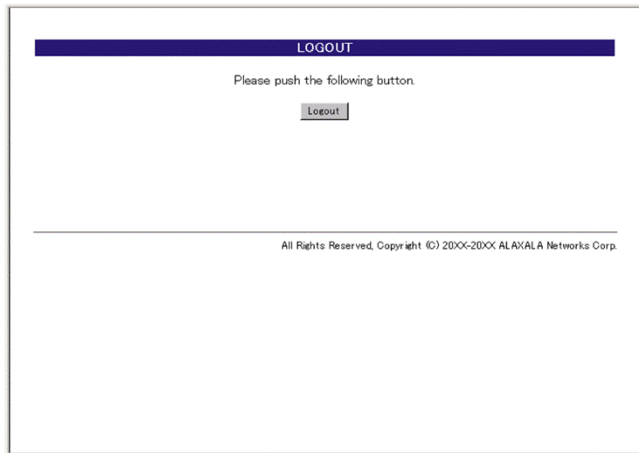 LOGOUT
Please push the following button.
Logout
All Rights Reserved, Copyright (C) 20XX-20XX ALAXALA Networks Corp.